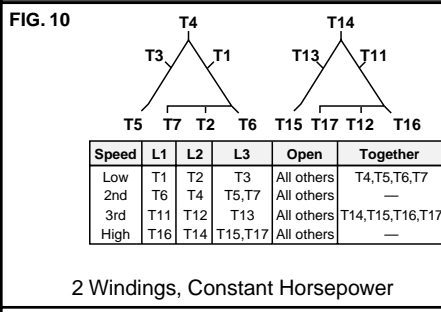 FIG. 10
T4 T14
T3 T1 T13 T11
T5 T7 T2 T6 T15 T17 T12 T16
Speed L1 L2 L3 Open Together
Low T1 T2 T3 All others T4,T5,T6,T7
2nd T6 T4 T5,T7 All others —
3rd T11 T12 T13 All others T14,T15,T16,T17
High T16 T14 T15,T17 All others —
2 Windings, Constant Horsepower